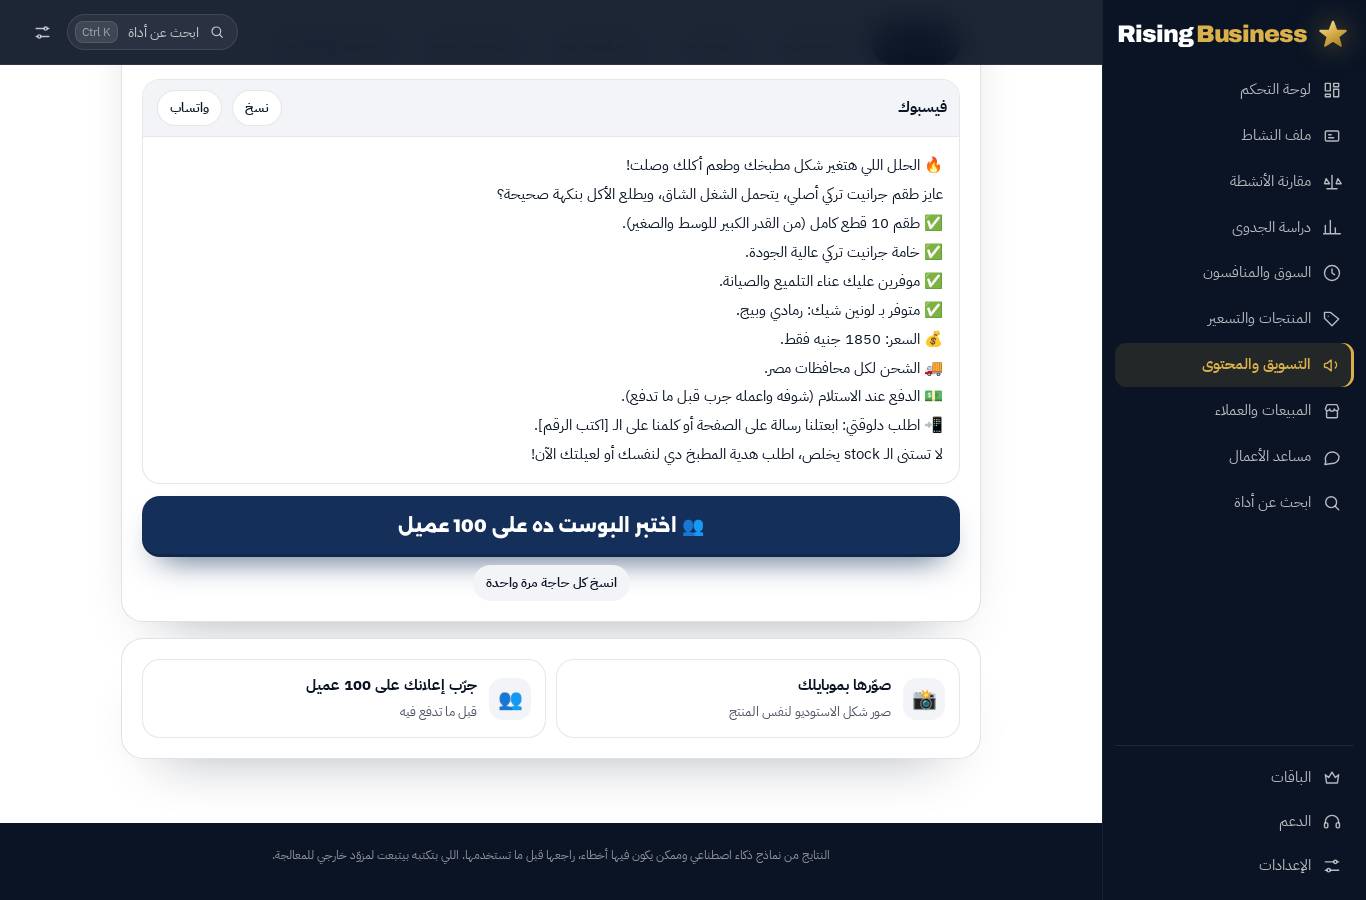 Rising Business
لوحة التحكم
ملف النشاط
مقارنة الأنشطة
دراسة الجدوى
السوق والمنافسون
المنتجات والتسعير
التسويق والمحتوى
المبيعات والعملاء
مساعد الأعمال
ابحث عن أداة
الباقات
الدعم
الإعدادات
ابحث عن أداة Ctrl K
فيسبوك
نسخ
واتساب
🔥 الحلل اللي هتغير شكل مطبخك وطعم أكلك وصلت!
عايز طقم جرانيت تركي أصلي، يتحمل الشغل الشاق، ويطلع الأكل بنكهة صحيحة؟
✅ طقم 10 قطع كامل (من القدر الكبير للوسط والصغير).
✅ خامة جرانيت تركي عالية الجودة.
✅ موفرين عليك عناء التلميع والصيانة.
✅ متوفر بـ لونين شيك: رمادي وبيج.
💰 السعر: 1850 جنيه فقط.
🚚 الشحن لكل محافظات مصر.
💵 الدفع عند الاستلام (شوفه واعمله جرب قبل ما تدفع).
📲 اطلب دلوقتي: ابعتلنا رسالة على الصفحة أو كلمنا على الـ [اكتب الرقم].
لا تستنى الـ stock يخلص، اطلب هدية المطبخ دي لنفسك أو لعيلتك الآن!
👥 اختبر البوست ده على 100 عميل
انسخ كل حاجة مرة واحدة
صوّرها بموبايلك
صور شكل الاستوديو لنفس المنتج
جرّب إعلانك على 100 عميل
قبل ما تدفع فيه
النتايج من نماذج ذكاء اصطناعي وممكن يكون فيها أخطاء، راجعها قبل ما تستخدمها. اللي بتكتبه بيتبعت لمزوّد خارجي للمعالجة.